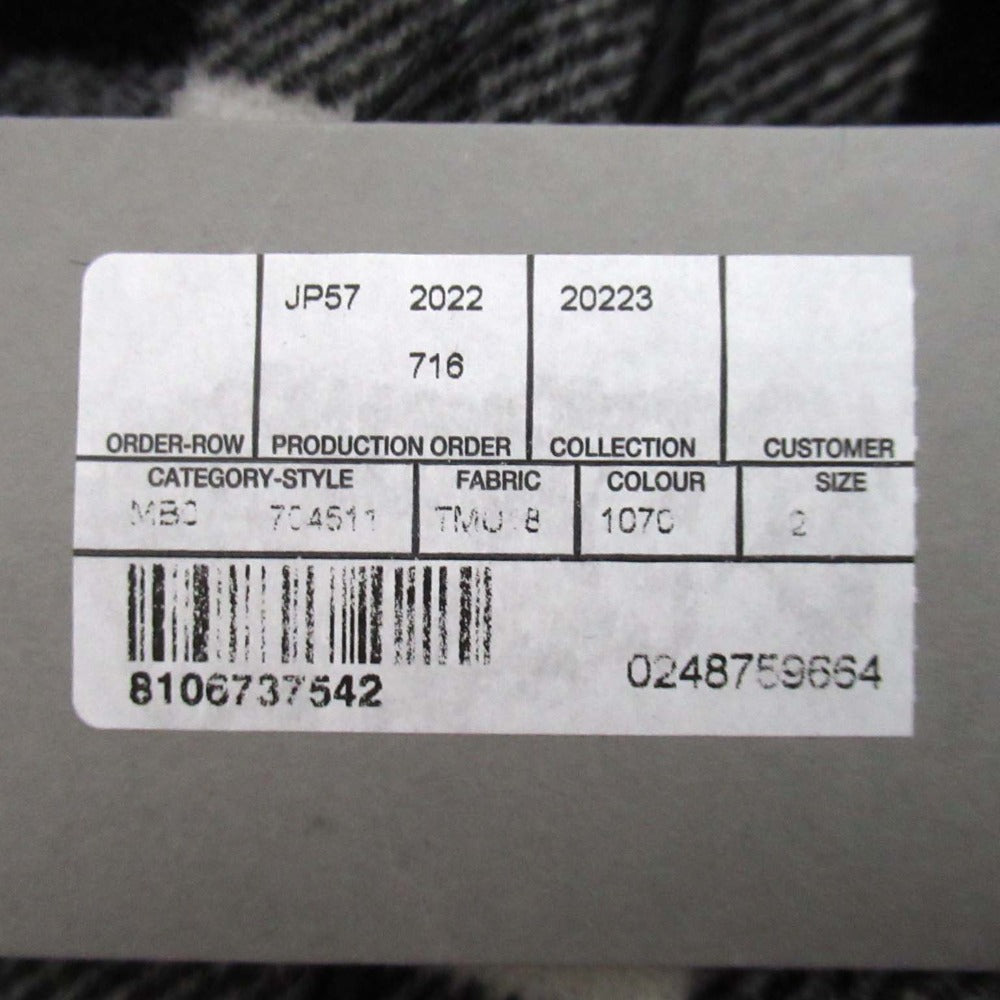 JP57 2022 20223
716
ORDER-ROW PRODUCTION ORDER COLLECTION CUSTOMER
CATEGORY-STYLE FABRIC COLOUR SIZE
704511 1070 2
8106737542 0248759664